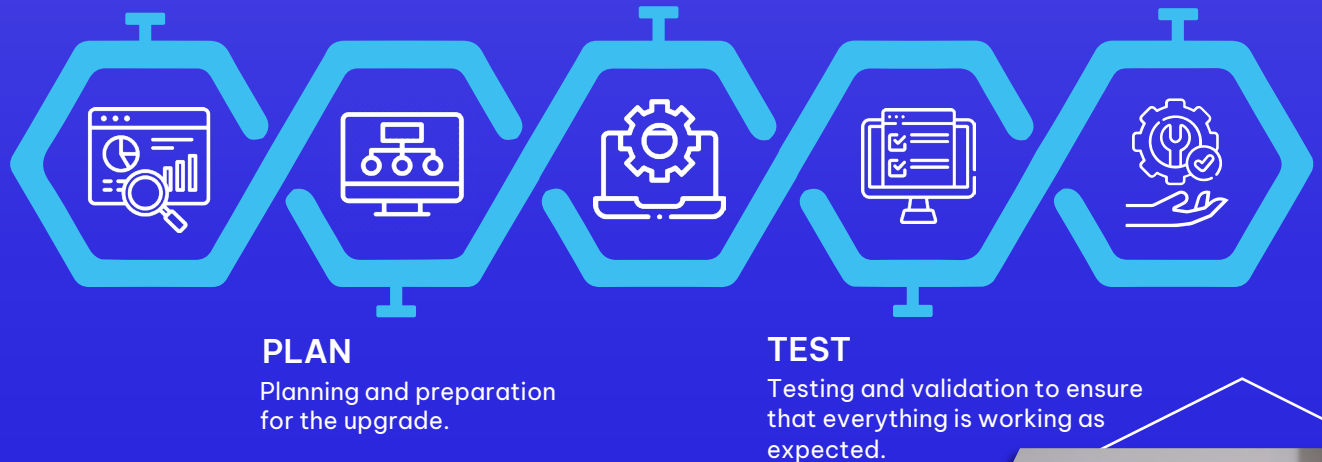 PLAN
Planning and preparation
for the upgrade.
TEST
Testing and validation to ensure
that everything is working as
expected.